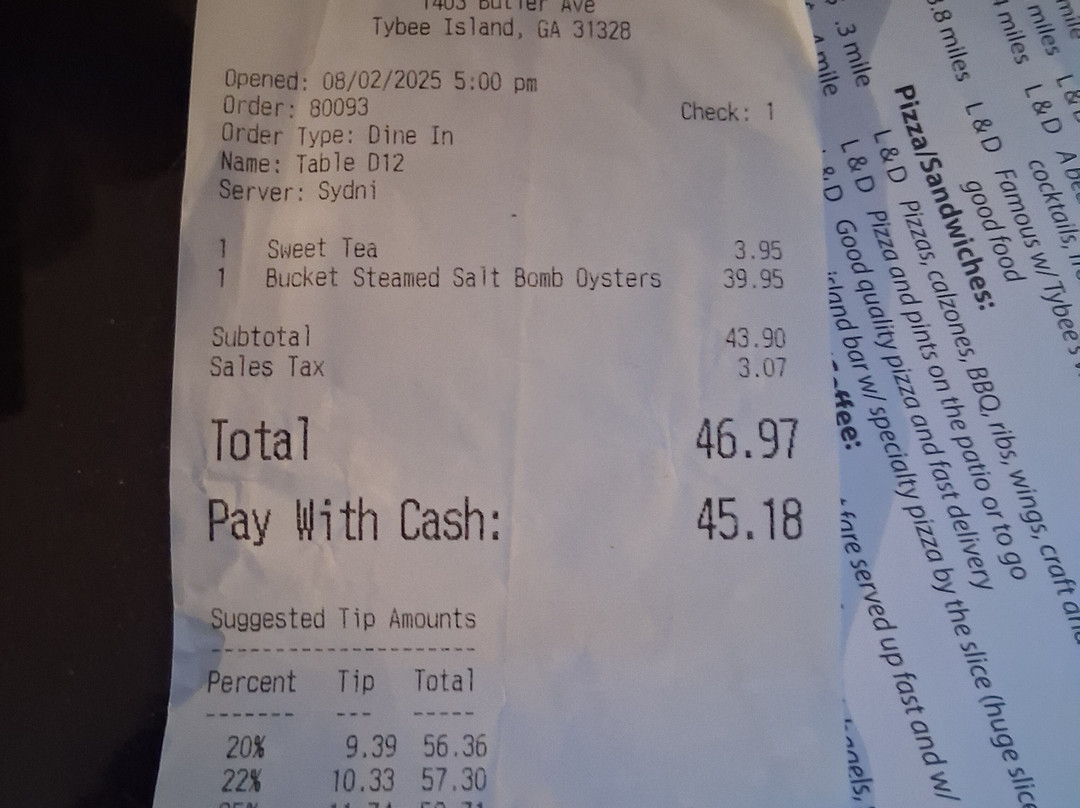 1403 Butler Ave
Tybee Island, GA 31328
Opened: 08/02/2025 5:00 pm
Order: 80093
Check: 1
Order Type: Dine In
Name: Table D12
Server: Sydni
1 Sweet Tea 3.95
1 Bucket Steamed Salt Bomb Oysters 39.95
Subtotal 43.90
Sales Tax 3.07
Total 46.97
Pay With Cash: 45.18
Suggested Tip Amounts
Percent Tip Total
20% 9.39 56.36
22% 10.33 57.30
mile L&D
miles L&D A
miles L&D cocktails,
.8 miles L&D Famous w/ Tybee's
good food
Pizza/Sandwiches:
L&D Pizzas, calzones, BBQ, ribs, wings, craft and
.3 mile L&D Pizza and pints on the patio or to go
mile L&D Good quality pizza and fast delivery
island bar w/ specialty pizza by the slice (huge slice
fare served up fast and w/